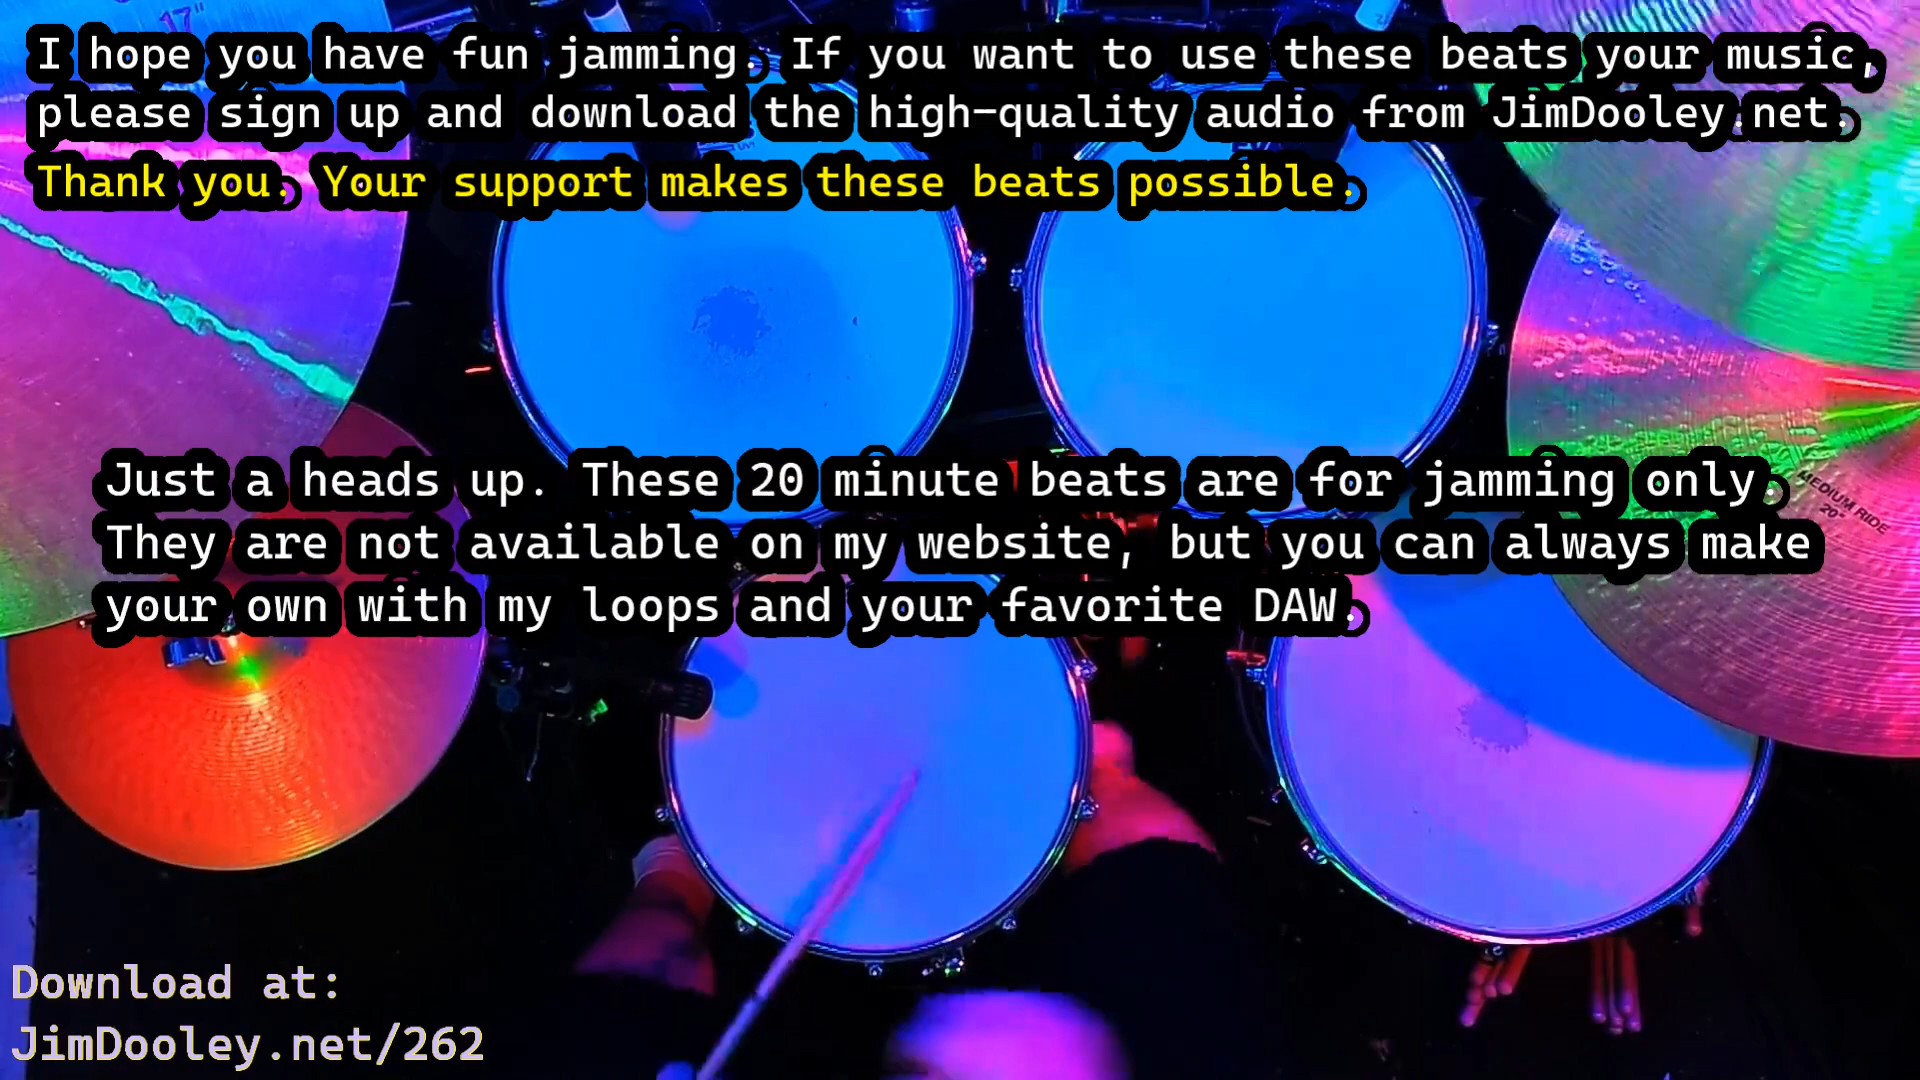 17"
I hope you have fun jamming. If you want to use these beats your music,
please sign up and download the high-quality audio from JimDooley.net.
Thank you. Your support makes these beats possible.
Just a heads up. These 20 minute beats are for jamming only.
They are not available on my website, but you can always make
your own with my loops and your favorite DAW.
MEDIUM RIDE
20"
Download at:
JimDooley.net/262